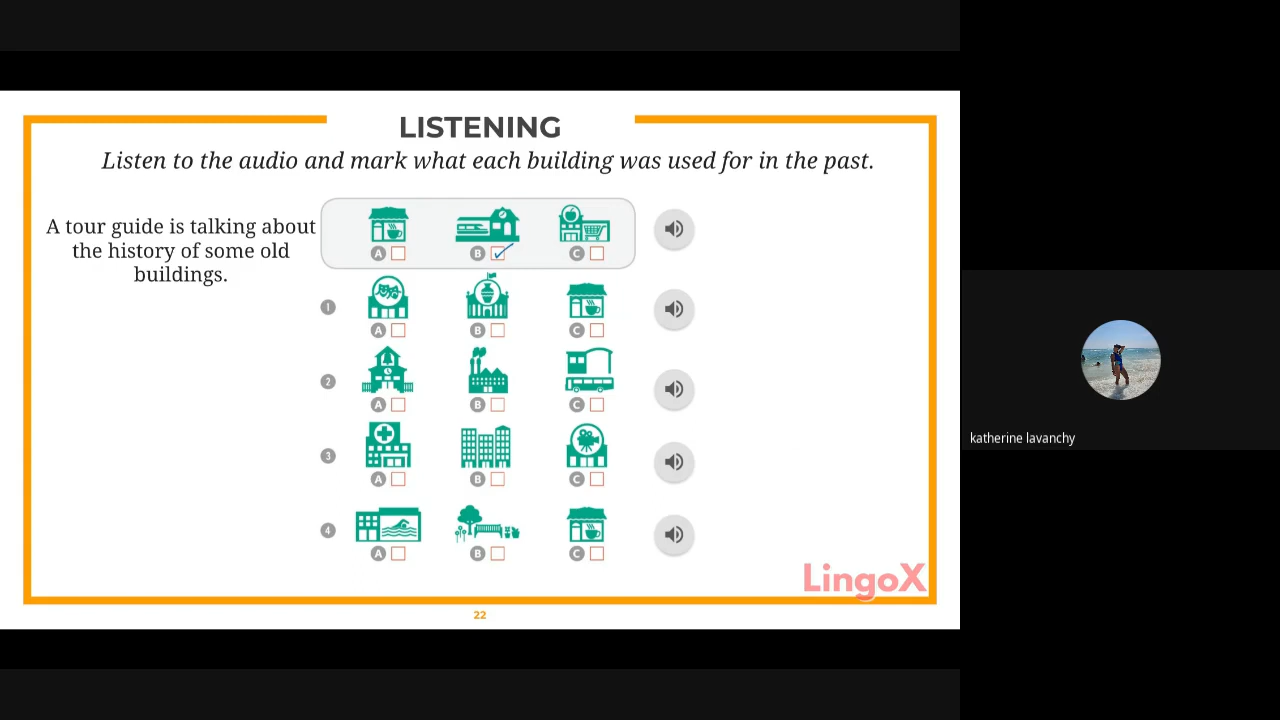 LISTENING
Listen to the audio and mark what each building was used for in the past.
A tour guide is talking about
the history of some old
buildings.
A B C
1
A B C
2
A B C
3
A B C
4
A B C
LingoX
22
katherine lavanchy